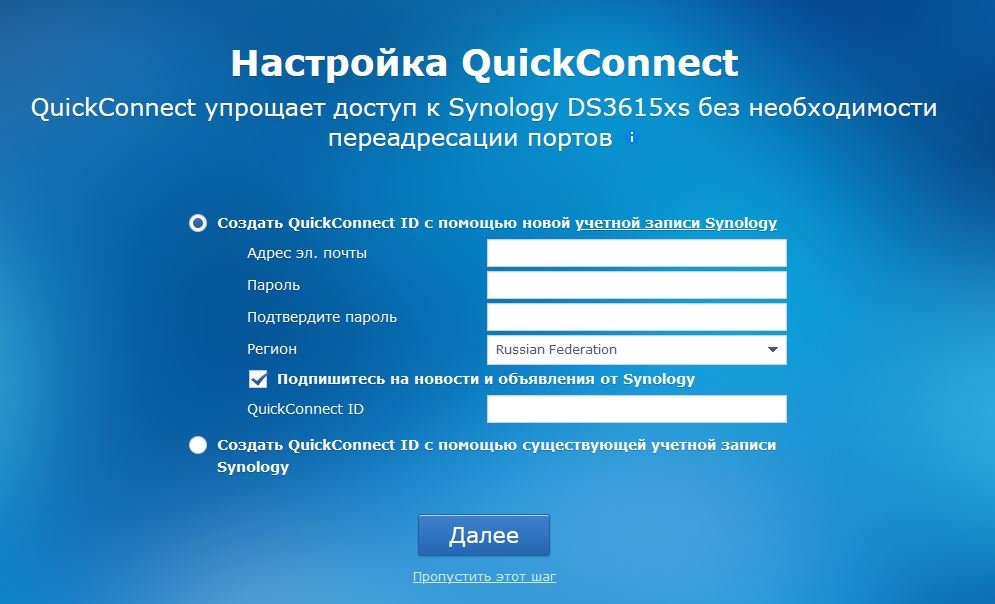 Настройка QuickConnect
QuickConnect упрощает доступ к Synology DS3615xs без необходимости
переадресации портов i
Создать QuickConnect ID с помощью новой учетной записи Synology
Адрес эл. почты
Пароль
Подтвердите пароль
Регион Russian Federation
Подпишитесь на новости и объявления от Synology
QuickConnect ID
Создать QuickConnect ID с помощью существующей учетной записи
Synology
Далее
Пропустить этот шаг